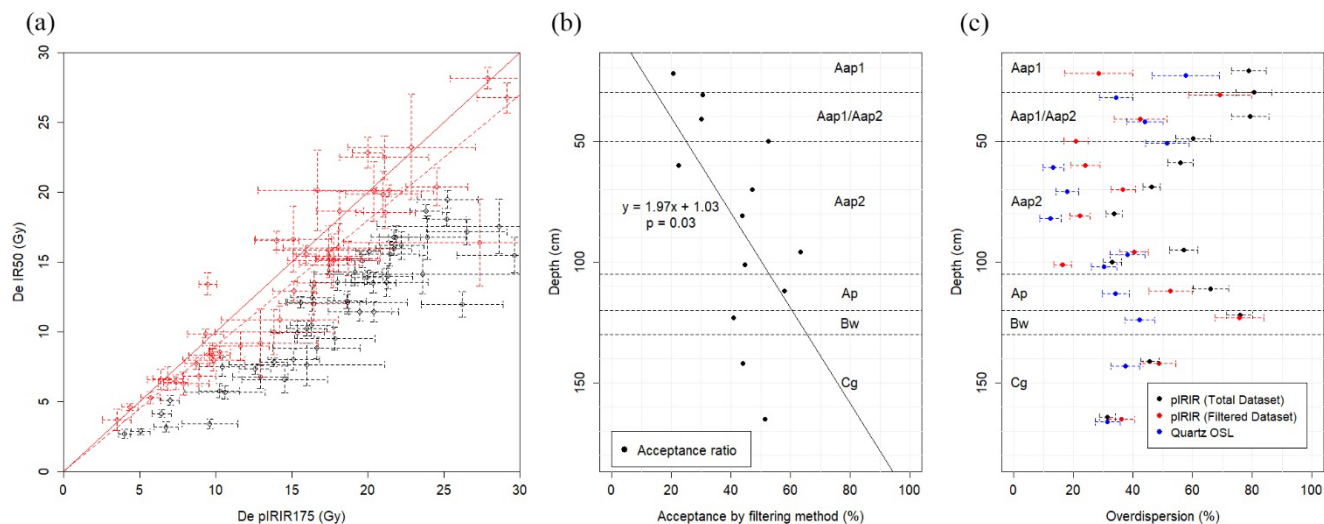 (a)
(b)
(c)
De IR50 (Gy)
30
25
20
15
10
5
0
0 5 10 15 20 25 30
De pIRIR175 (Gy)
Depth (cm)
50
100
150
Aap1
Aap1/Aap2
Aap2
y = 1.97x + 1.03
p = 0.03
Ap
Bw
Cg
Acceptance ratio
0 20 40 60 80 100
Acceptance by filtering method (%)
Depth (cm)
50
100
150
Aap1
Aap1/Aap2
Aap2
Ap
Bw
Cg
pIRIR (Total Dataset)
pIRIR (Filtered Dataset)
Quartz OSL
0 20 40 60 80 100
Overdispersion (%)